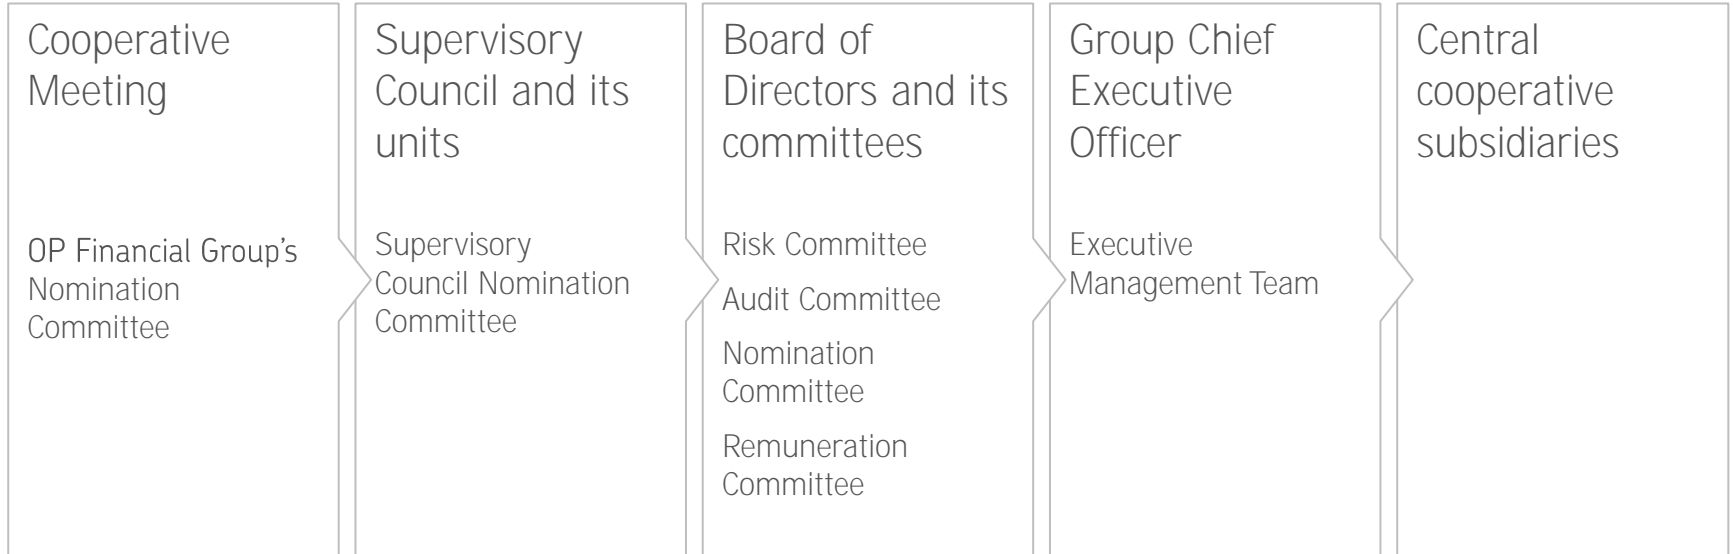 Cooperative
Meeting
OP Financial Group's
Nomination
Committee
Supervisory
Council and its
units
Supervisory
Council Nomination
Committee
Board of
Directors and its
committees
Risk Committee
Audit Committee
Nomination
Committee
Remuneration
Committee
Group Chief
Executive
Officer
Executive
Management Team
Central
cooperative
subsidiaries